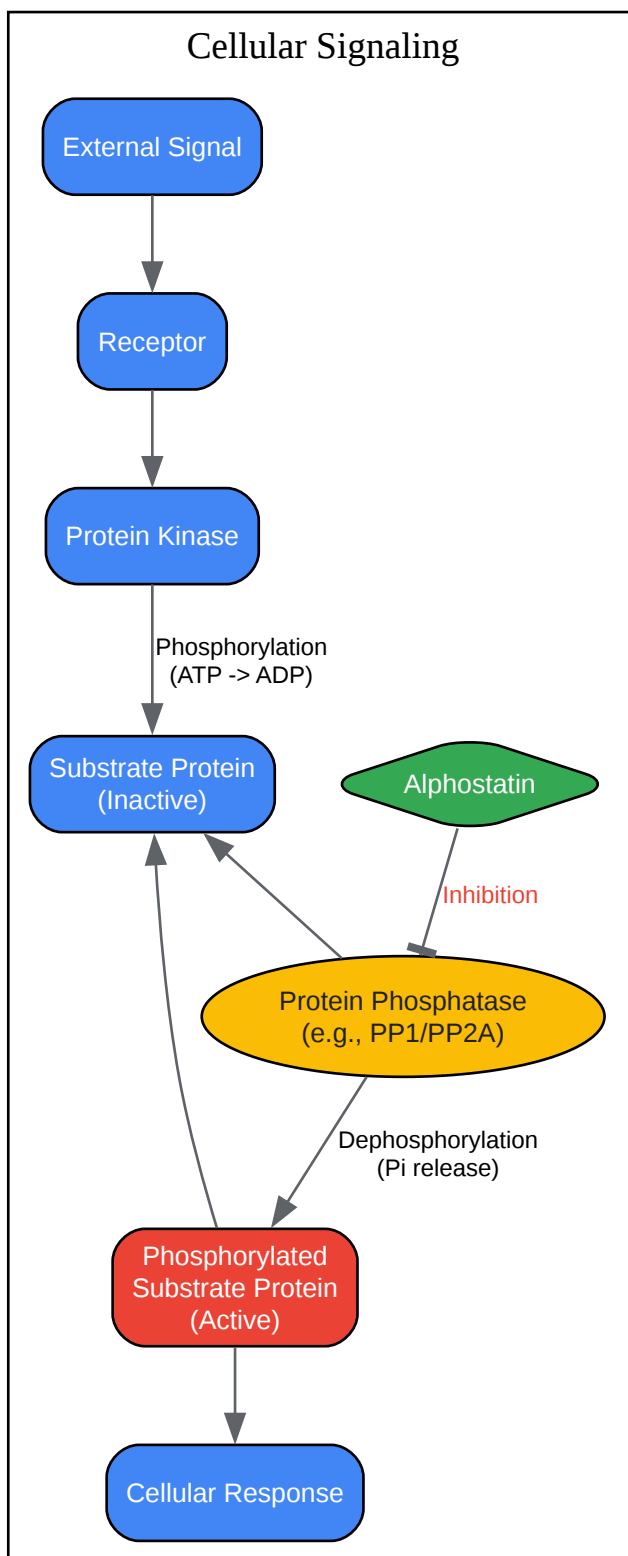 Cellular Signaling
External Signal
Receptor
Protein Kinase
Phosphorylation
(ATP -> ADP)
Substrate Protein
(Inactive)
Alphostatin
Inhibition
Protein Phosphatase
(e.g., PP1/PP2A)
Dephosphorylation
(Pi release)
Phosphorylated
Substrate Protein
(Active)
Cellular Response